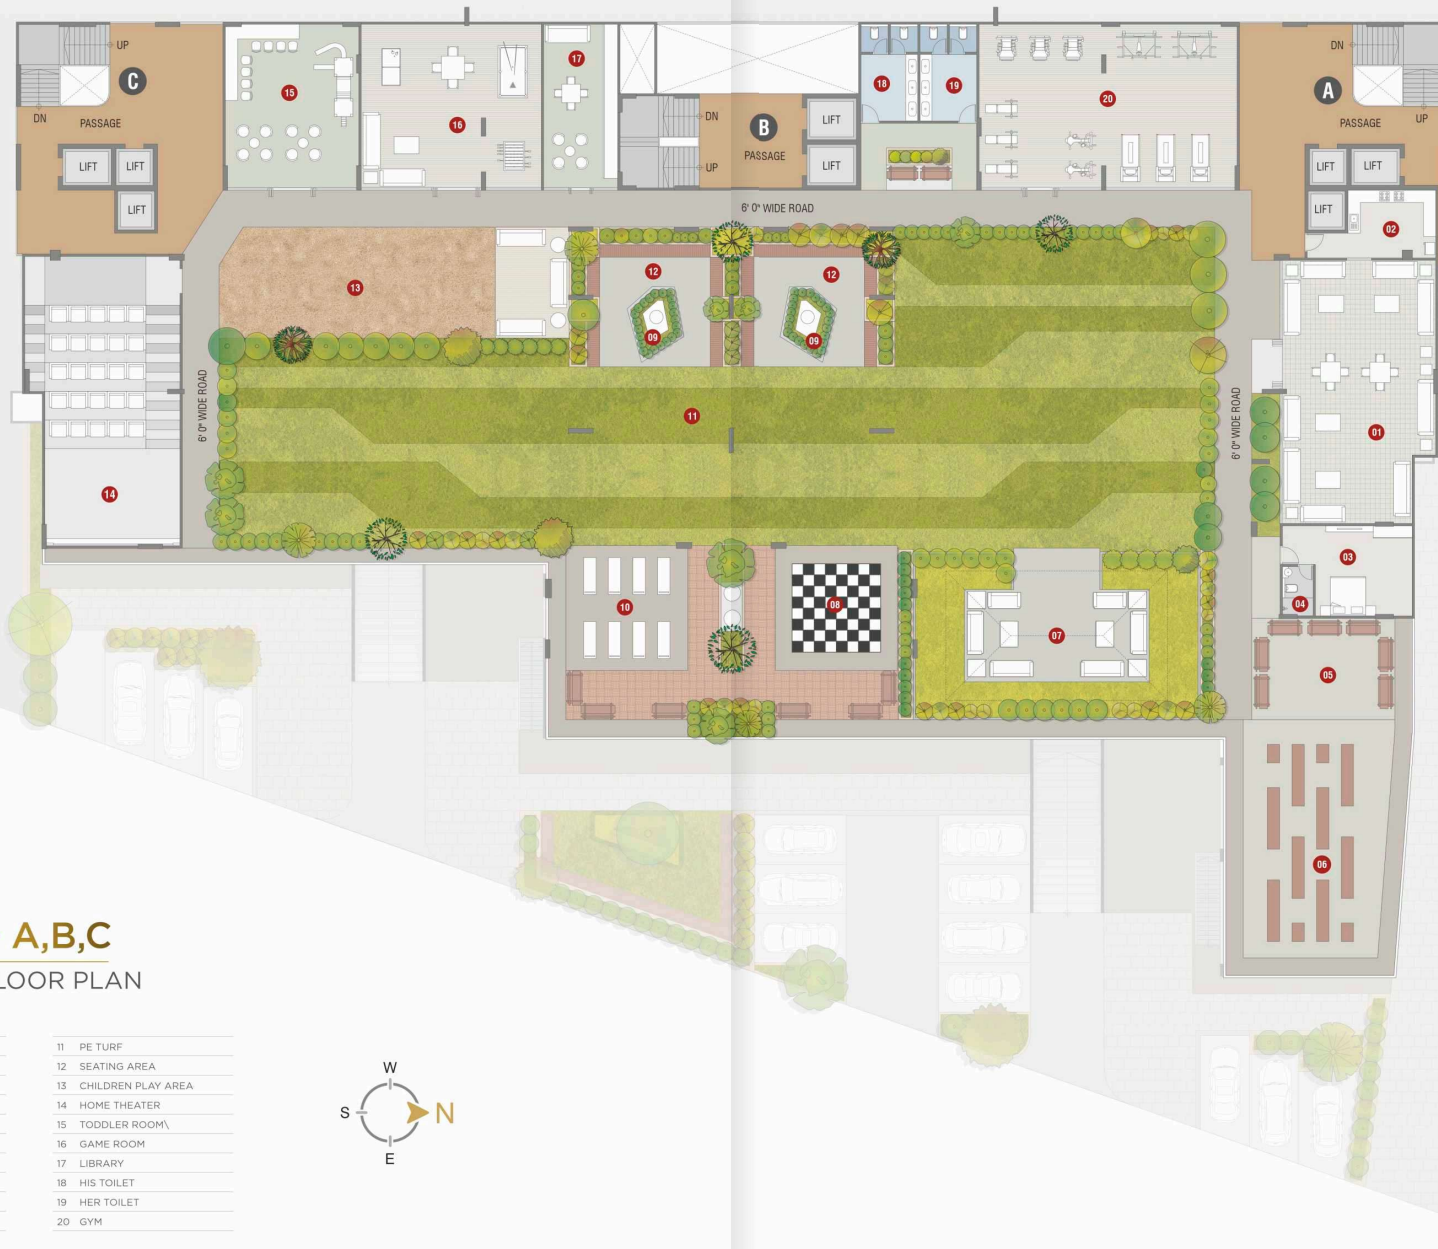 UP
C
DN
PASSAGE
LIFT
LIFT
LIFT
15
16
17
DN
B
PASSAGE
UP
LIFT
LIFT
18
19
20
DN
A
PASSAGE
UP
LIFT
LIFT
LIFT
02
6' 0" WIDE ROAD
13
12
12
09
09
6' 0" WIDE ROAD
11
6' 0" WIDE ROAD
01
14
03
04
10
08
07
05
06
A,B,C
LOOR PLAN
11 PE TURF
12 SEATING AREA
13 CHILDREN PLAY AREA
14 HOME THEATER
15 TODDLER ROOM\
16 GAME ROOM
17 LIBRARY
18 HIS TOILET
19 HER TOILET
20 GYM
W
S
N
E